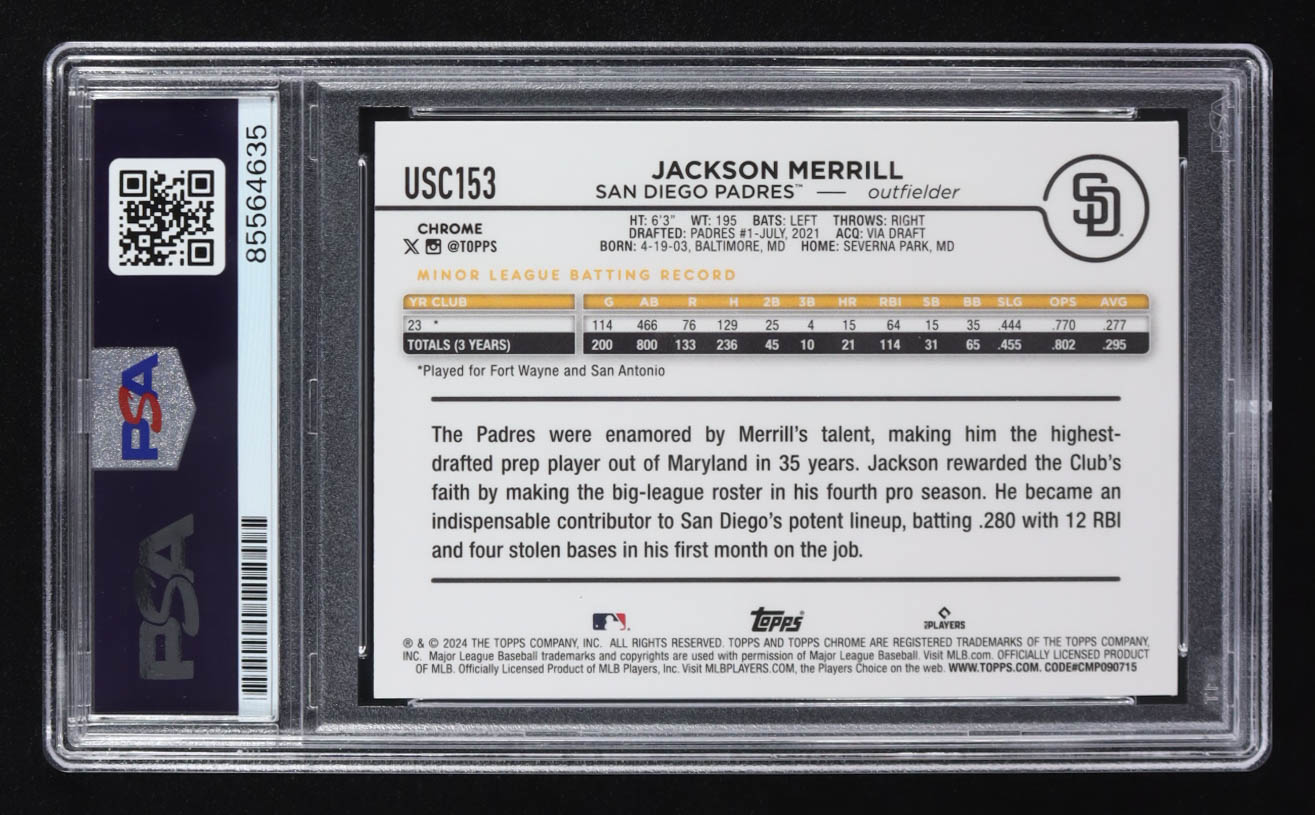 85564635
PSA
PSA
USC153
JACKSON MERRILL
SAN DIEGO PADRES™ — outfielder
SD
CHROME
@TOPPS
HT: 6'3" WT: 195 BATS: LEFT THROWS: RIGHT
DRAFTED: PADRES #1-JULY, 2021 ACQ: VIA DRAFT
BORN: 4-19-03, BALTIMORE, MD HOME: SEVERNA PARK, MD
MINOR LEAGUE BATTING RECORD
YR CLUB G AB R H 2B 3B HR RBI SB BB SLG OPS AVG
23 * 114 466 76 129 25 4 15 64 15 35 .444 .770 .277
TOTALS (3 YEARS) 200 800 133 236 45 10 21 114 31 65 .455 .802 .295
*Played for Fort Wayne and San Antonio
The Padres were enamored by Merrill's talent, making him the highest-
drafted prep player out of Maryland in 35 years. Jackson rewarded the Club's
faith by making the big-league roster in his fourth pro season. He became an
indispensable contributor to San Diego's potent lineup, batting .280 with 12 RBI
and four stolen bases in his first month on the job.
Topps
PLAYERS
® & © 2024 THE TOPPS COMPANY, INC. ALL RIGHTS RESERVED. TOPPS AND TOPPS CHROME ARE REGISTERED TRADEMARKS OF THE TOPPS COMPANY,
INC. Major League Baseball trademarks and copyrights are used with permission of Major League Baseball. Visit MLB.com. OFFICIALLY LICENSED PRODUCT
OF MLB. Officially Licensed Product of MLB Players, Inc. Visit MLBPLAYERS.COM, the Players Choice on the web. WWW.TOPPS.COM. CODE#CMP090715